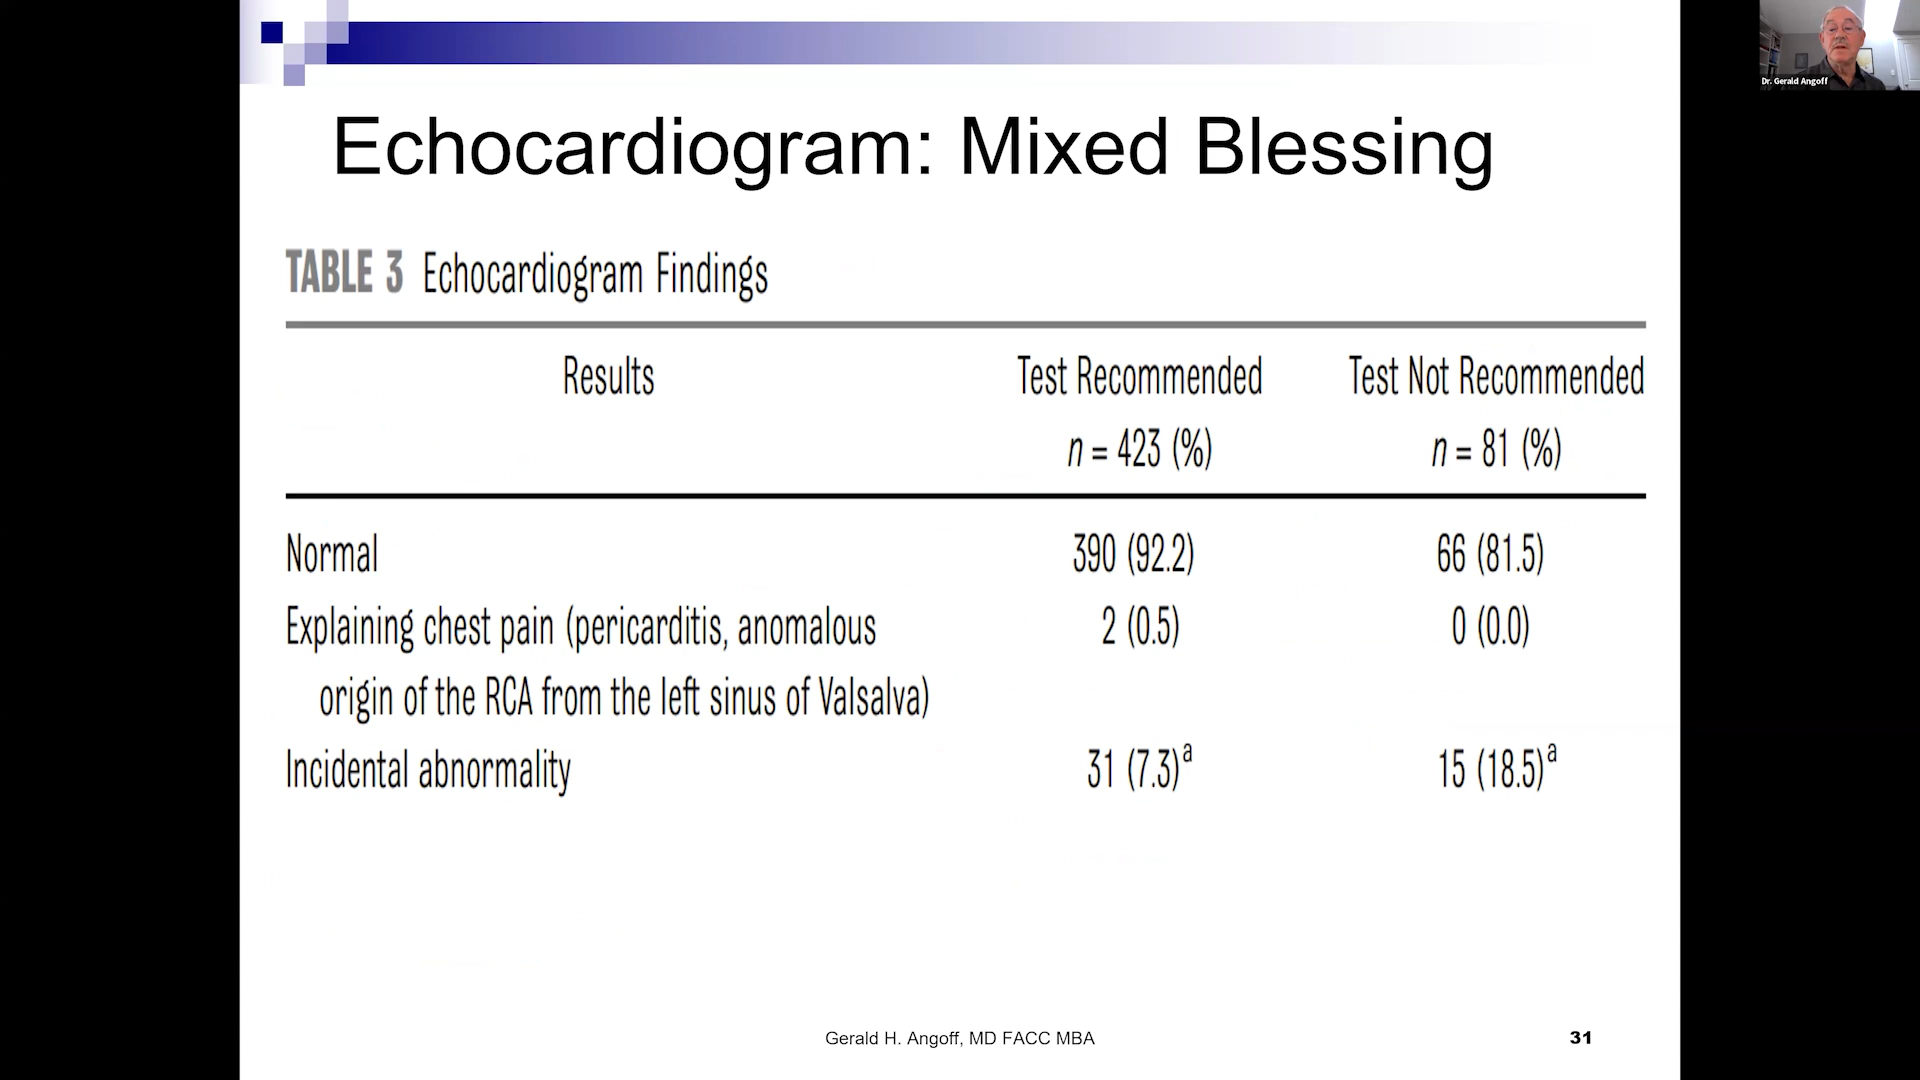 Dr. Gerald Angoff
Echocardiogram: Mixed Blessing
TABLE 3 Echocardiogram Findings
Results Test Recommended Test Not Recommended
n = 423 (%) n = 81 (%)
Normal 390 (92.2) 66 (81.5)
Explaining chest pain (pericarditis, anomalous 2 (0.5) 0 (0.0)
origin of the RCA from the left sinus of Valsalva)
Incidental abnormality 31 (7.3)a 15 (18.5)a
Gerald H. Angoff, MD FACC MBA 31